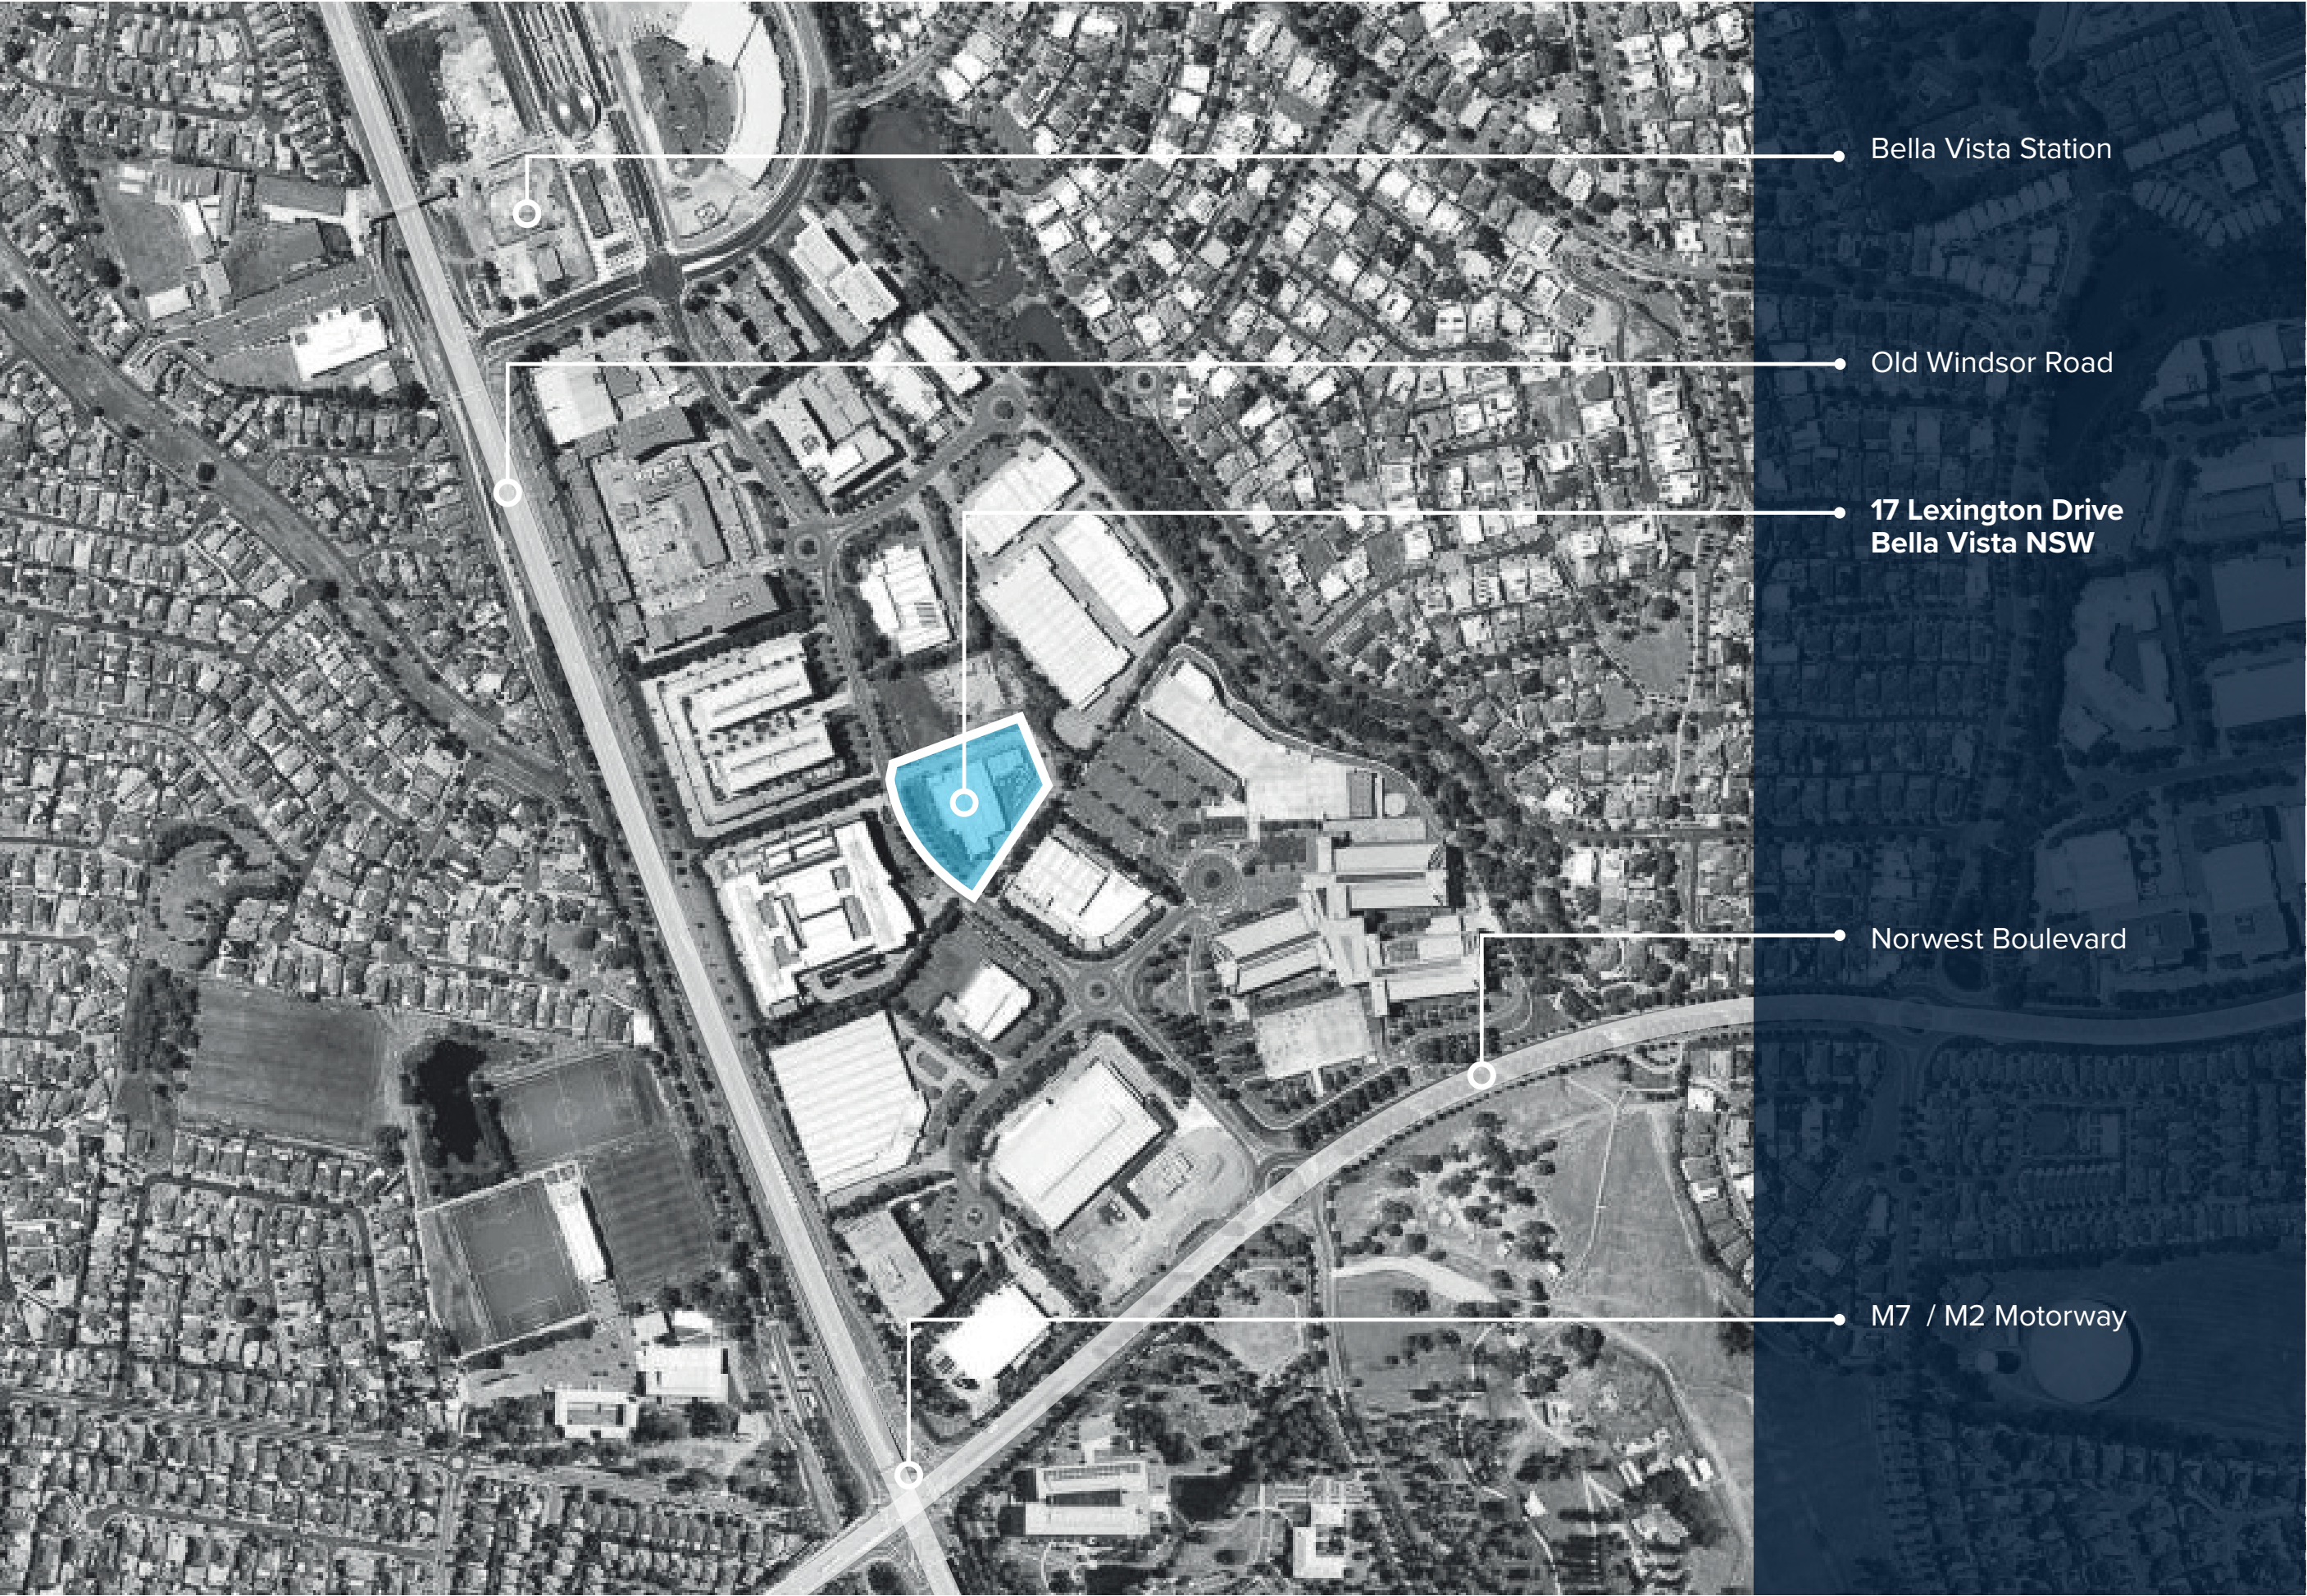 Bella Vista Station
Old Windsor Road
17 Lexington Drive
Bella Vista NSW
Norwest Boulevard
M7  / M2 Motorway